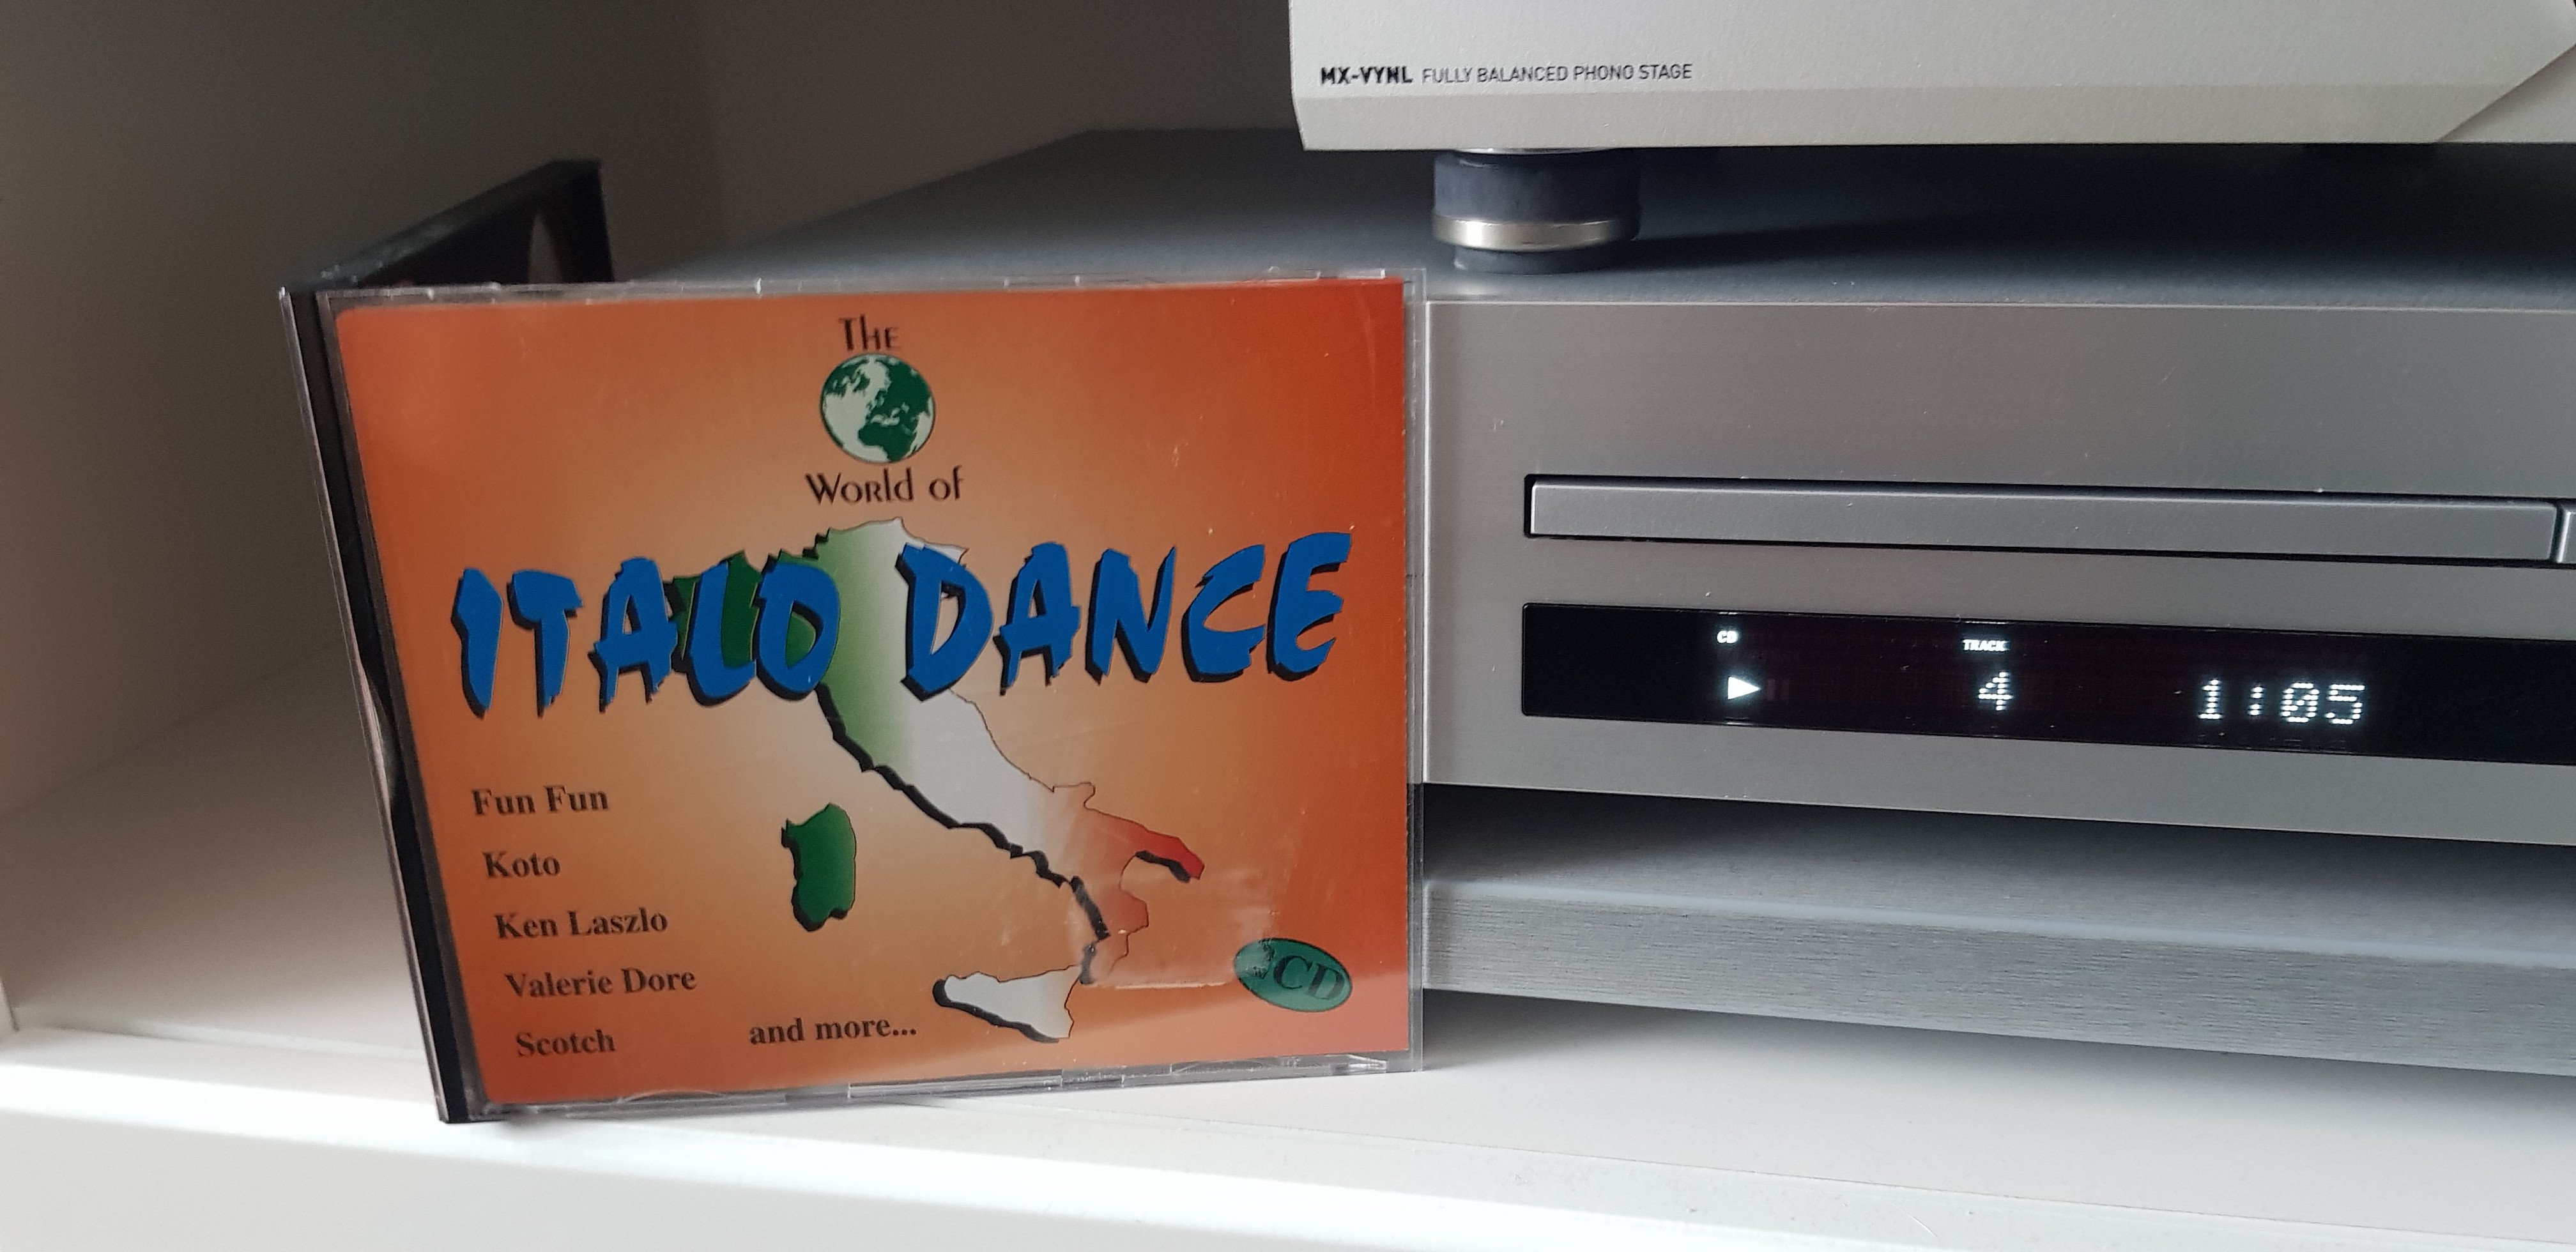 MX-VYNL FULLY BALANCED PHONO STAGE
The
World of
ITALO DANCE
Fun Fun
Koto
Ken Laszlo
Valerie Dore
Scotch
and more...
CD
CD
TRACK
4
1:05